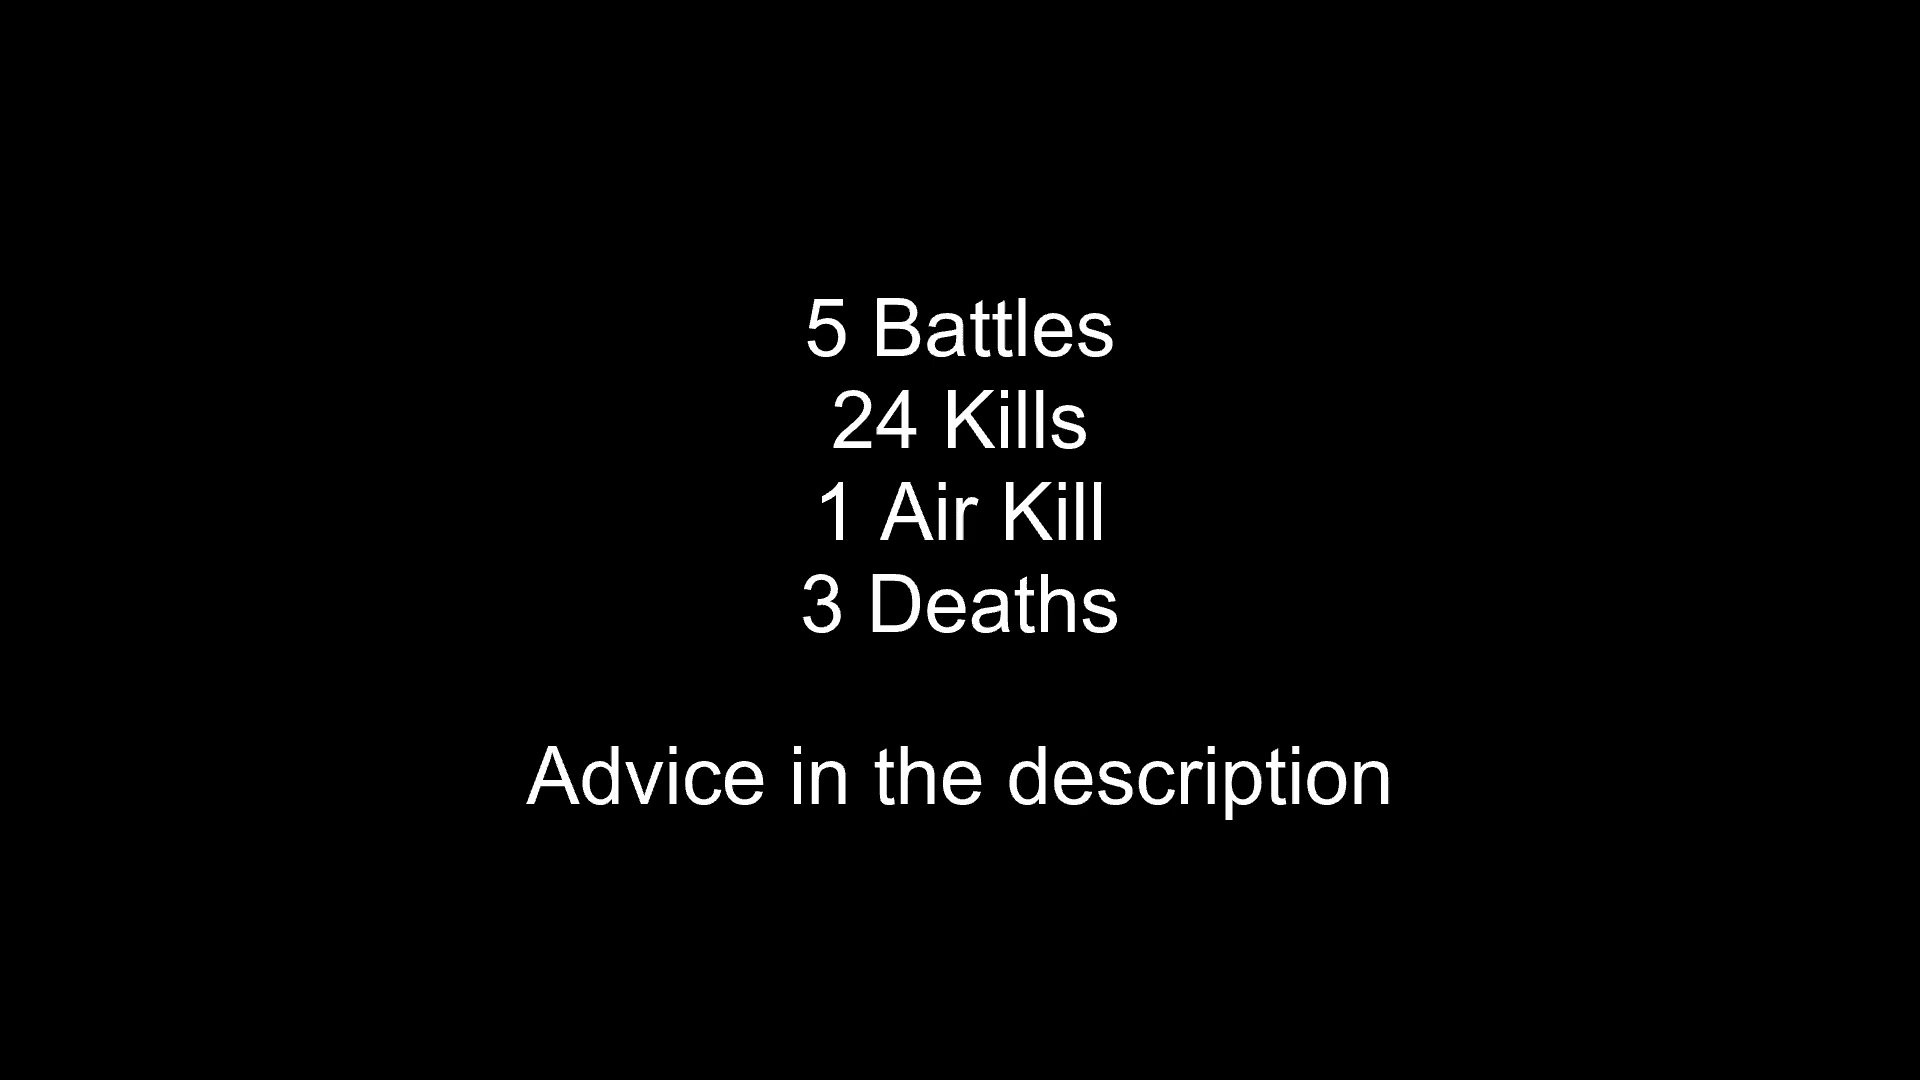 5 Battles
24 Kills
1 Air Kill
3 Deaths
Advice in the description